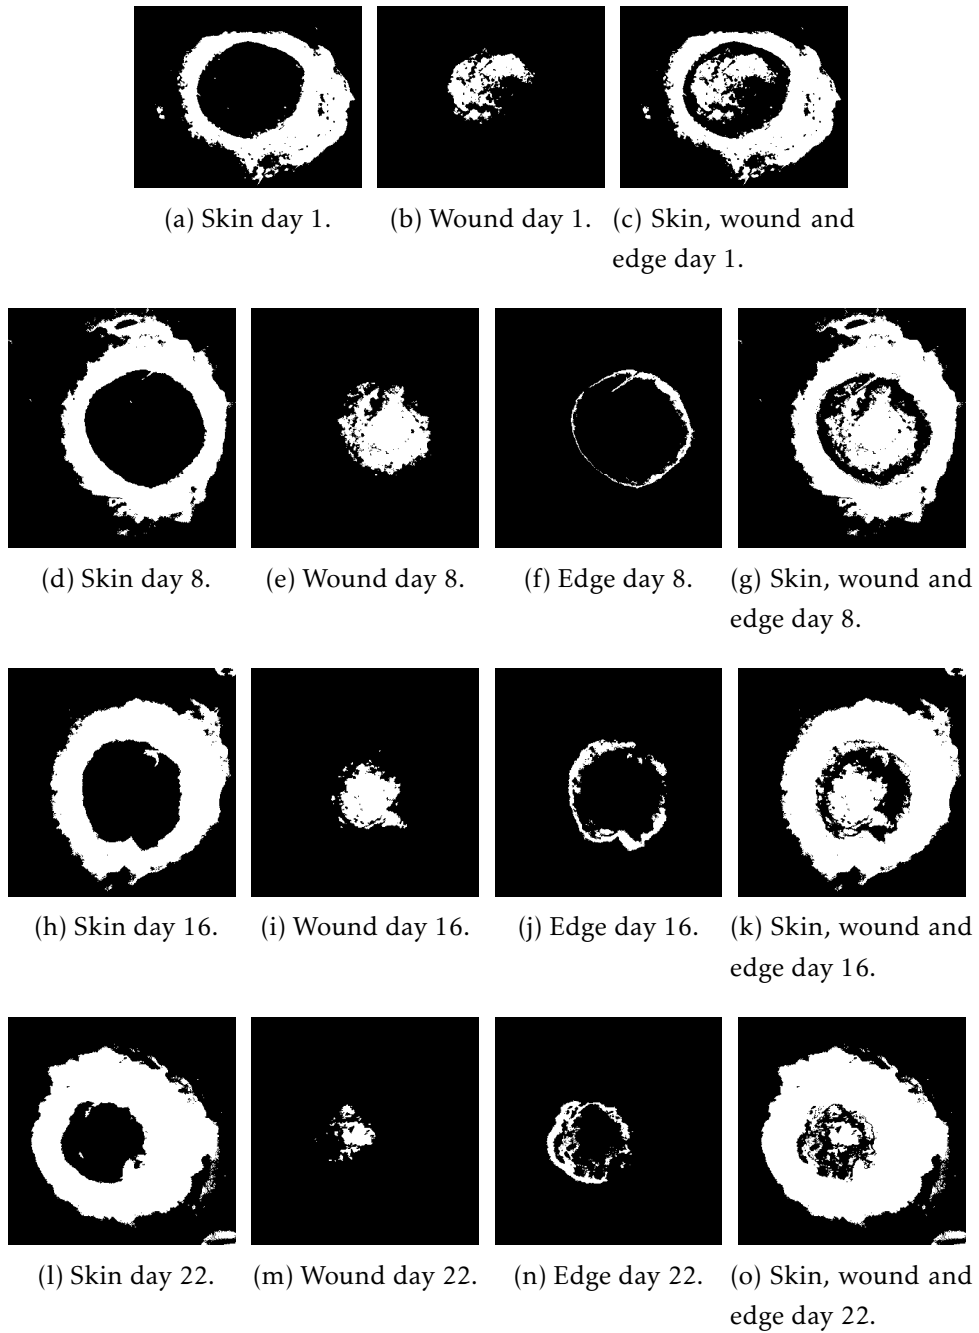 (a) Skin day 1.
(b) Wound day 1.
(c) Skin, wound and
edge day 1.
(d) Skin day 8.
(e) Wound day 8.
(f) Edge day 8.
(g) Skin, wound and
edge day 8.
(h) Skin day 16.
(i) Wound day 16.
(j) Edge day 16.
(k) Skin, wound and
edge day 16.
(l) Skin day 22.
(m) Wound day 22.
(n) Edge day 22.
(o) Skin, wound and
edge day 22.